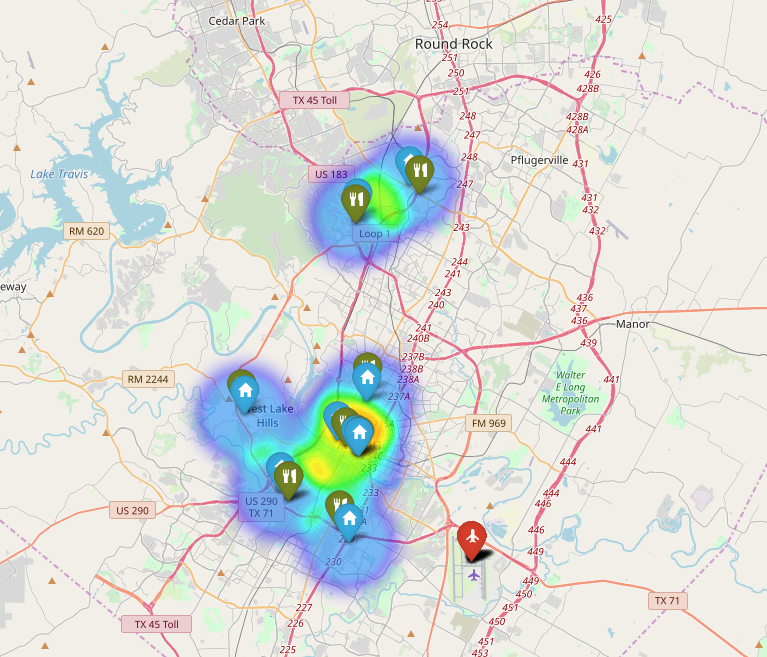 Cedar Park
425
254
Round Rock
251
250
426
251
428B
TX 45 Toll
248
428B
247
428A
248
Pflugerville
431
Lake Travis
US 183
247
431
432
RM 620
Loop 1
243
432
244
241
eway
243
436
240
437
436
Manor
241
240B
439
237B
238B
RM 2244
238A
441
Walter
E Long
Metropolitan
Park
237A
est Lake
Hills
FM 969
441
233
444
444
233
446
US 290
TX 71
US 290
446
230
449
449
450
TX 71
227
451
450
226
TX 45 Toll
451
450
225
452
453